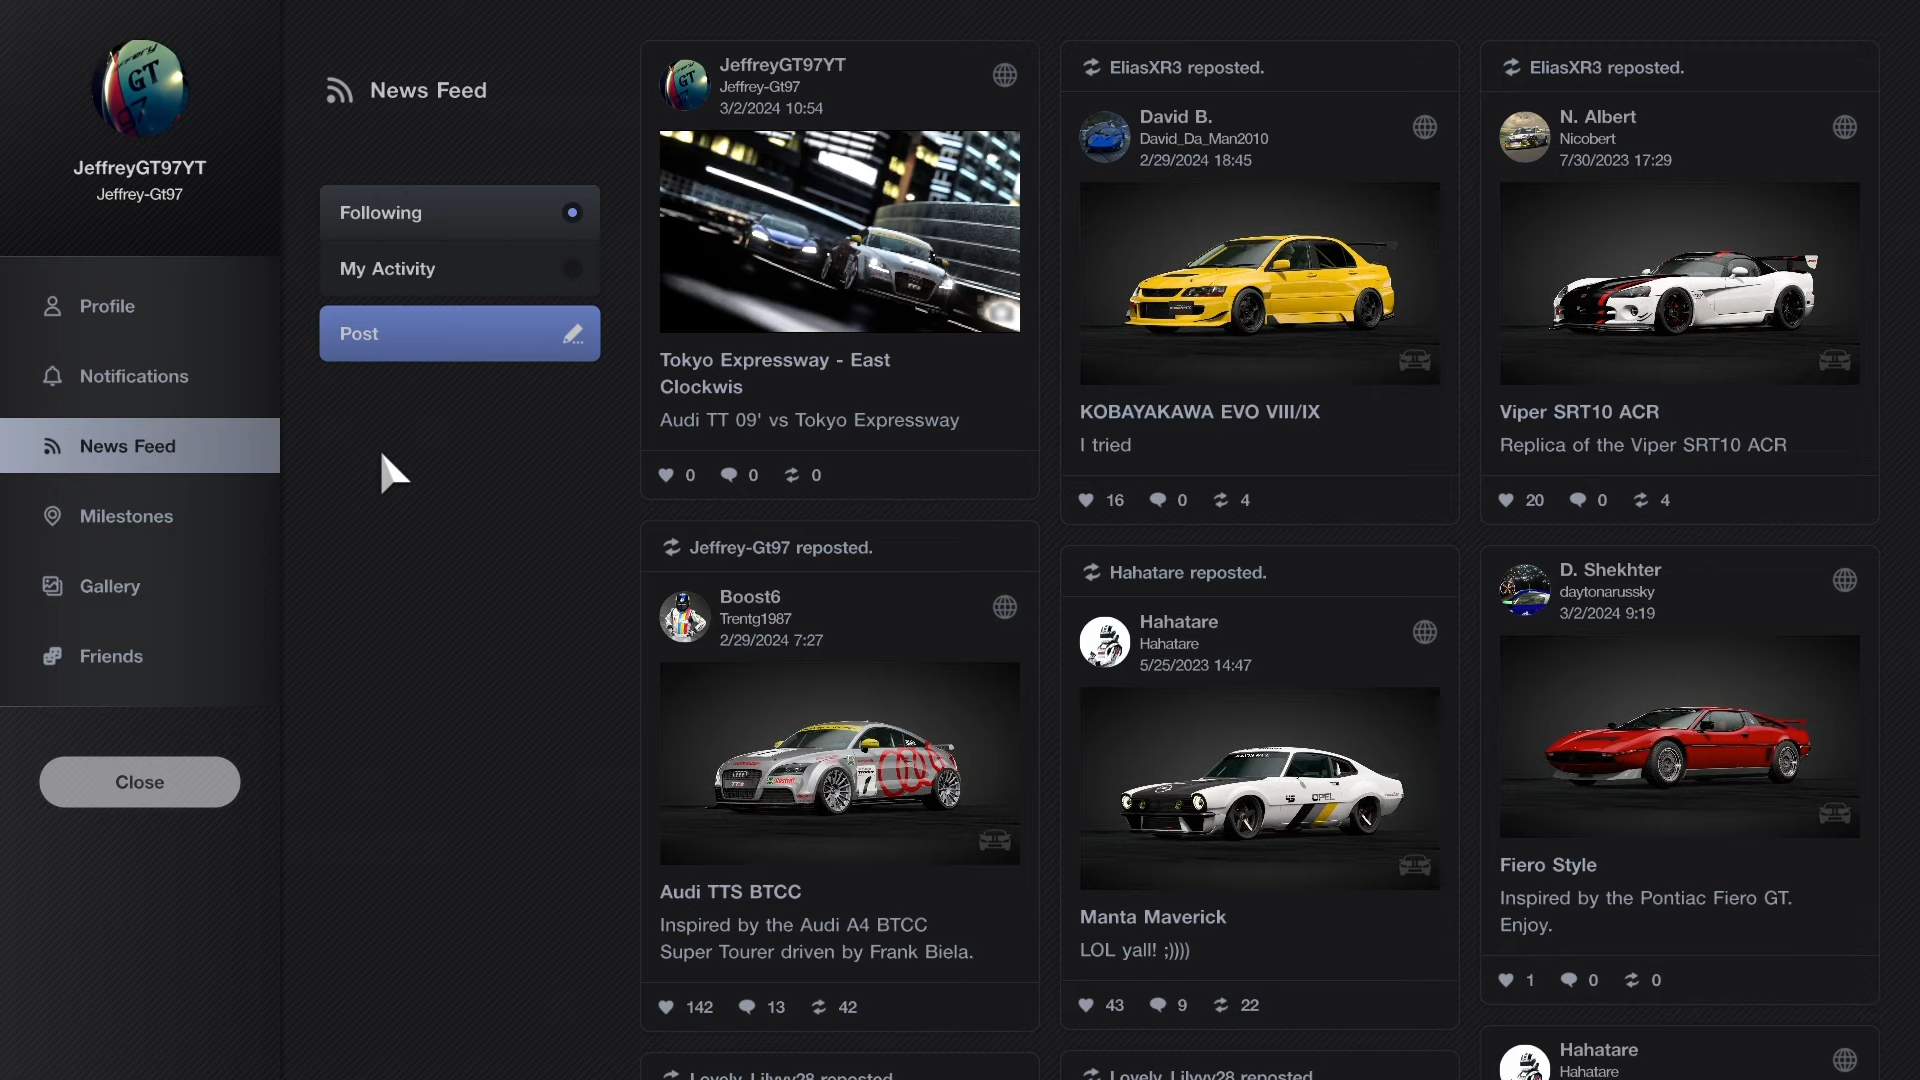 JeffreyGT97YT
Jeffrey-Gt97
Profile
Notifications
News Feed
Milestones
Gallery
Friends
Close
News Feed
Following
My Activity
Post
JeffreyGT97YT
Jeffrey-Gt97
3/2/2024 10:54
Tokyo Expressway - East
Clockwis
Audi TT 09' vs Tokyo Expressway
0 0 0
Jeffrey-Gt97 reposted.
Boost6
Trentg1987
2/29/2024 7:27
Audi TTS BTCC
Inspired by the Audi A4 BTCC
Super Tourer driven by Frank Biela.
142 13 42
Lovely_Lilyyy28 reposted.
EliasXR3 reposted.
David B.
David_Da_Man2010
2/29/2024 18:45
KOBAYAKAWA EVO VIII/IX
I tried
16 0 4
Hahatare reposted.
Hahatare
Hahatare
5/25/2023 14:47
OPEL
Manta Maverick
LOL yall! ;))))
43 9 22
Lovely_Lilyyy28 reposted.
EliasXR3 reposted.
N. Albert
Nicobert
7/30/2023 17:29
Viper SRT10 ACR
Replica of the Viper SRT10 ACR
20 0 4
D. Shekhter
daytonarussky
3/2/2024 9:19
Fiero Style
Inspired by the Pontiac Fiero GT.
Enjoy.
1 0 0
Hahatare
Hahatare